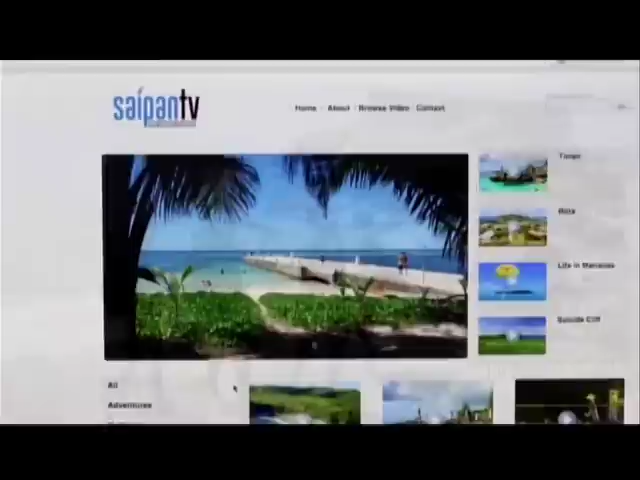 saipantv
Home About Browse Video Contact
Tinian
Rota
Life in Marianas
Suicide Cliff
All
Adventures